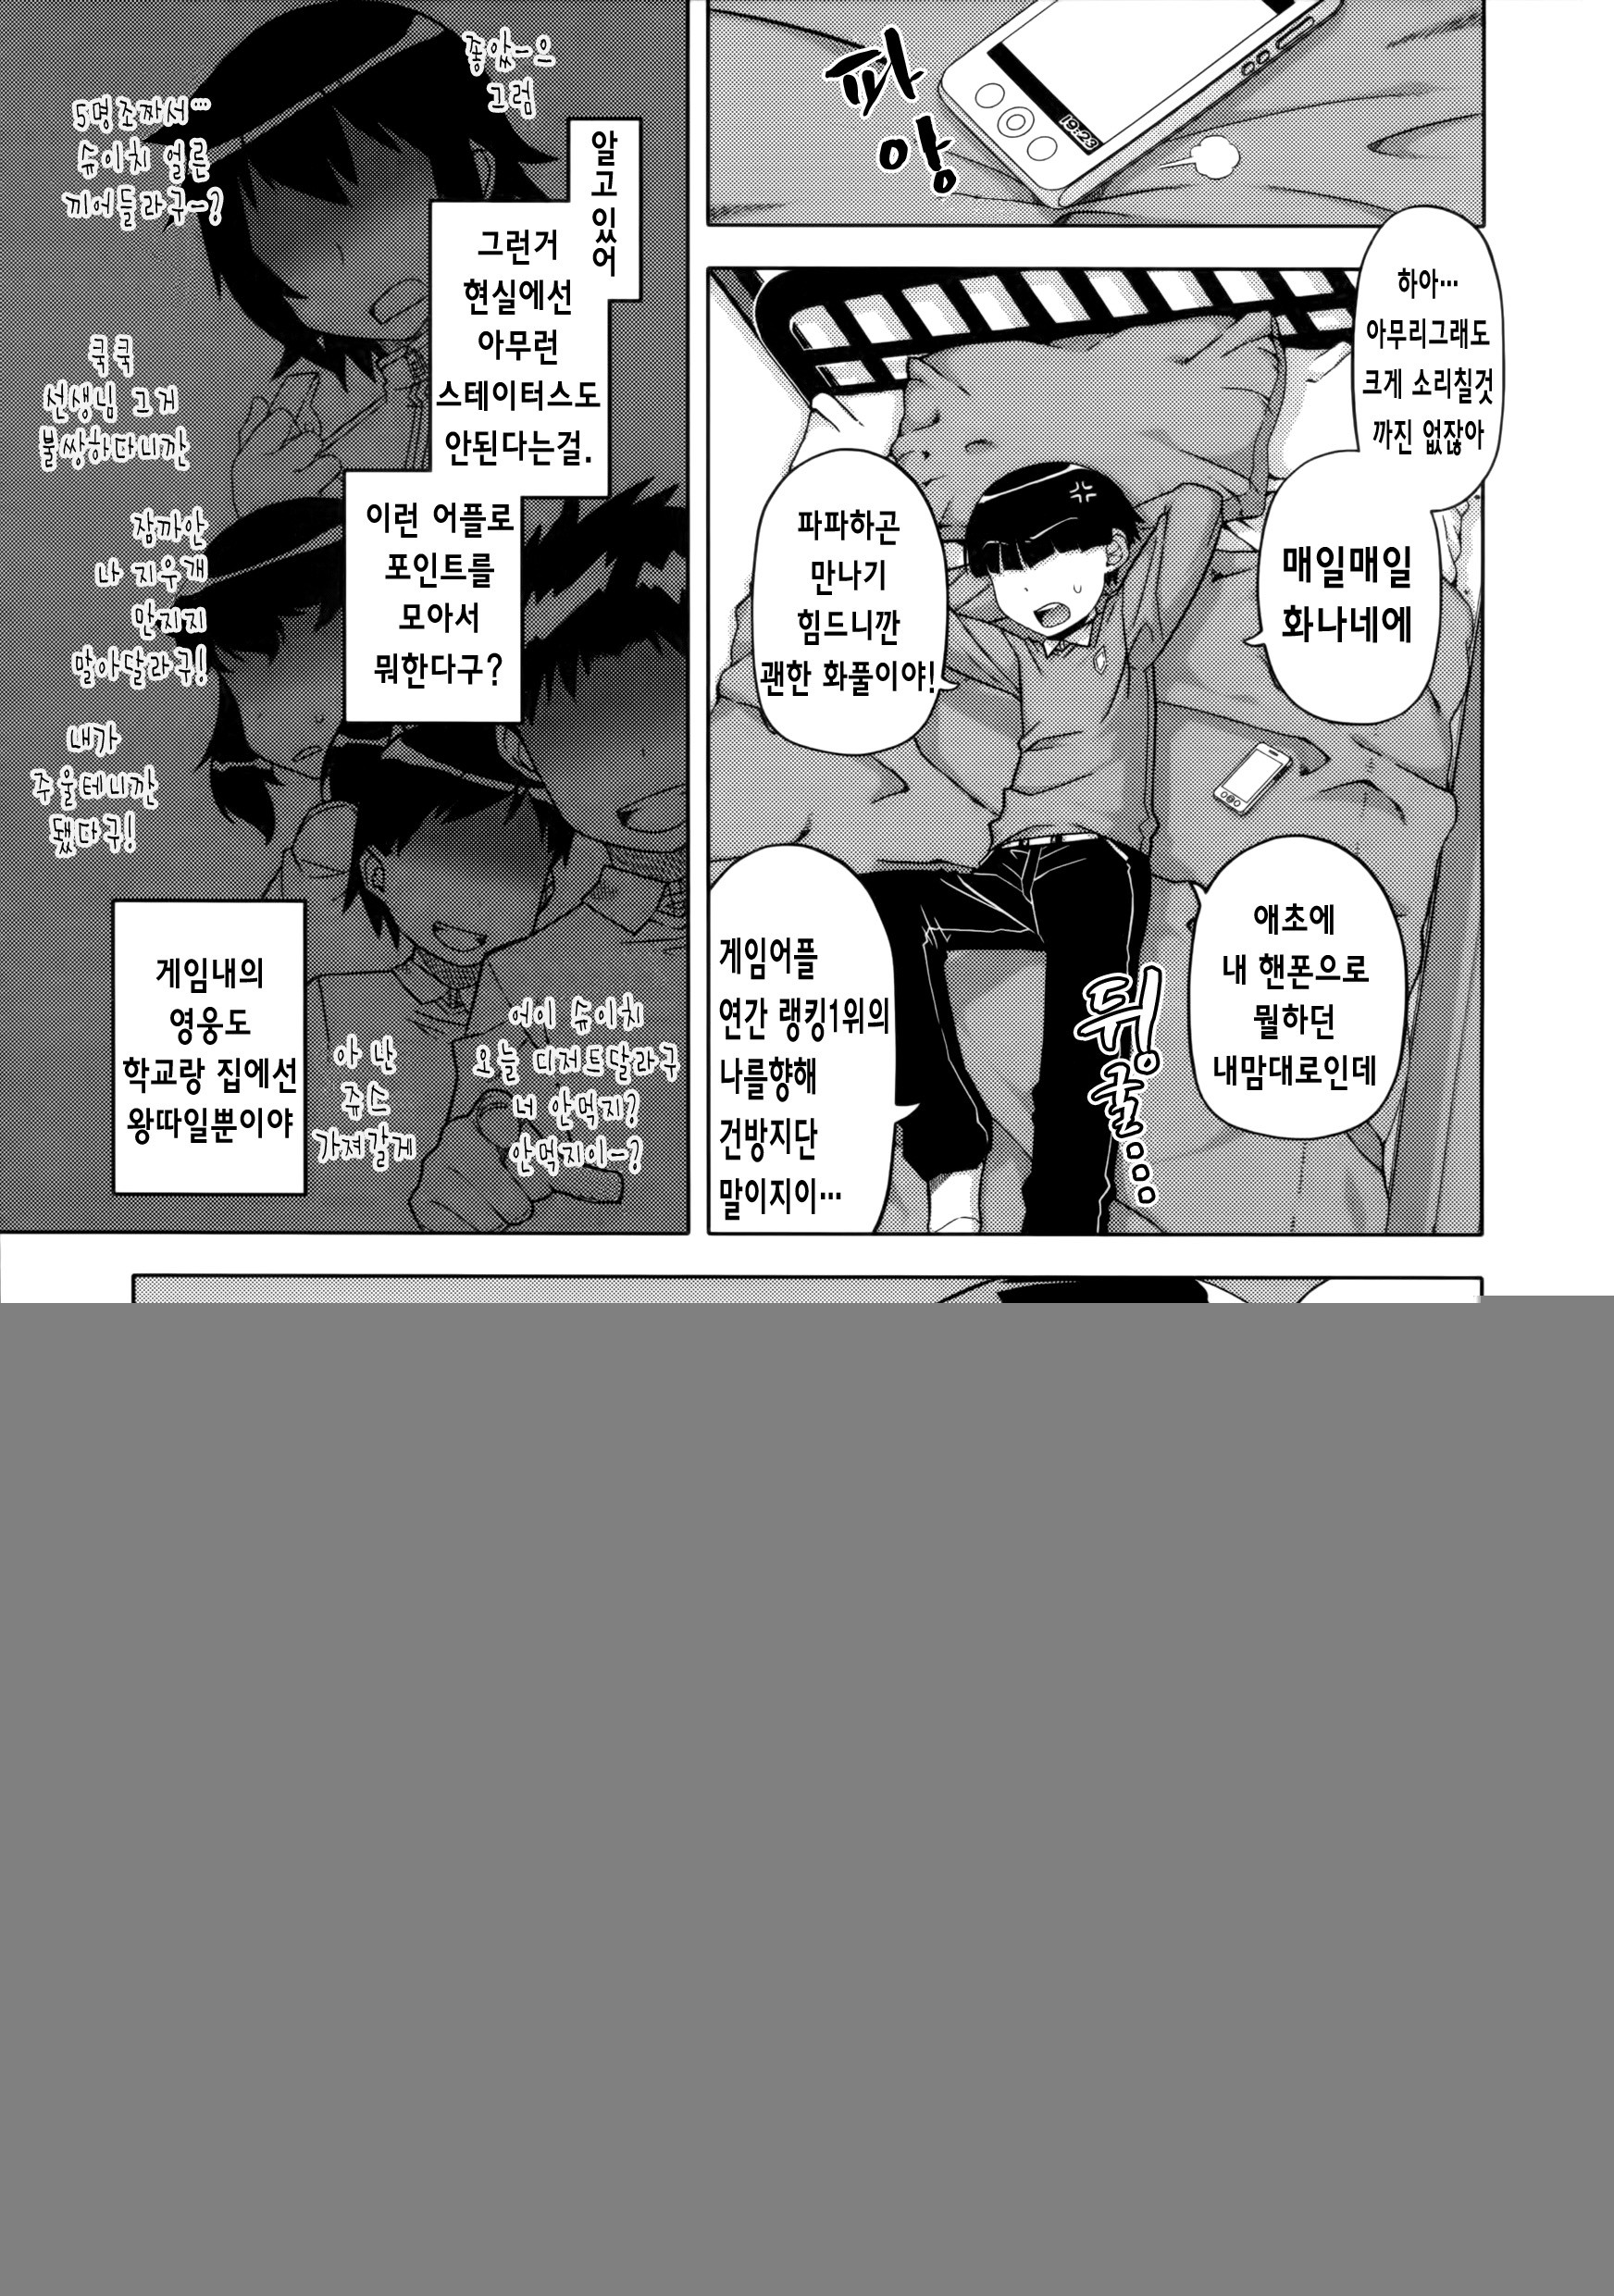 파
앙
19:23
하아…
아무리그래도
크게 소리칠것
까진 없잖아
매일매일
화나네에
파파하곤
만나기
힘드니깐
괜한 화풀이야!
애초에
내 핸폰으로
뭘하던
내맘대로인데
뒹
굴……
게임어플
연간 랭킹1위의
나를향해
건방지단
말이지이…
알고있어
그런거
현실에선
아무런
스테이터스도
안된다는걸.
이런 어플로
포인트를
모아서
뭐한다구?
좋았ー으
그럼
5명조짜서…
슈이치 얼른
끼어들라구~?
쿡쿡
선생님 그거
불쌍하다니깐
잠까안
나 지우개
만지지
말아달라구!
내가
주울테니깐
됐다구!
어이 슈이치
오늘 디저트달라구
너 안먹지?
안먹지이~?
아 난
쥬스
가져갈게
게임내의
영웅도
학교랑 집에선
왕따일뿐이야